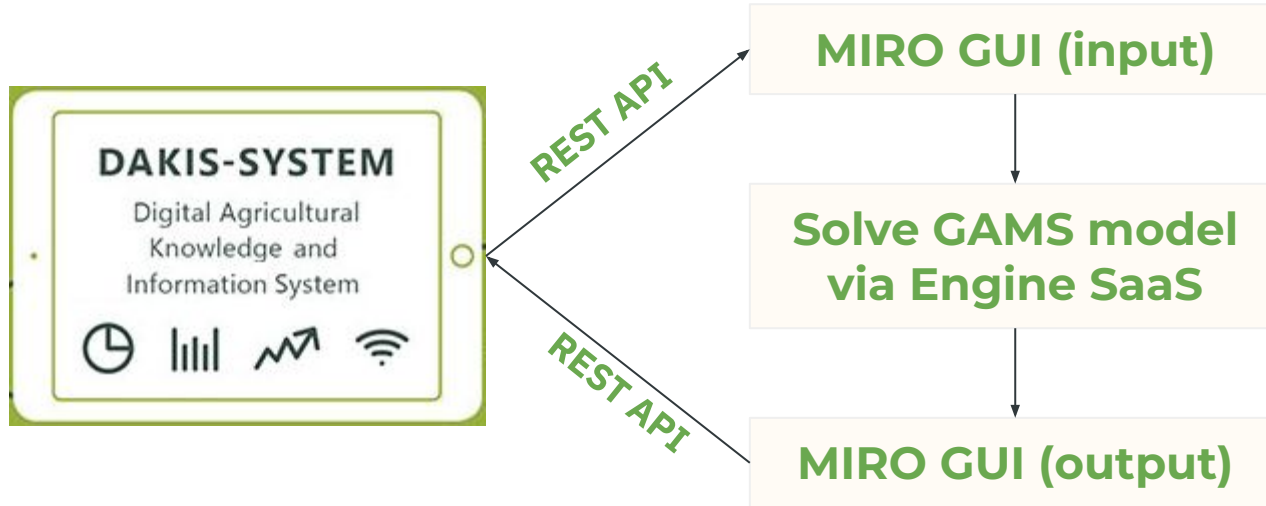 DAKIS-SYSTEM
Digital Agricultural
Knowledge and
Information System
REST API
REST API
MIRO GUI (input)
Solve GAMS model
via Engine SaaS
MIRO GUI (output)